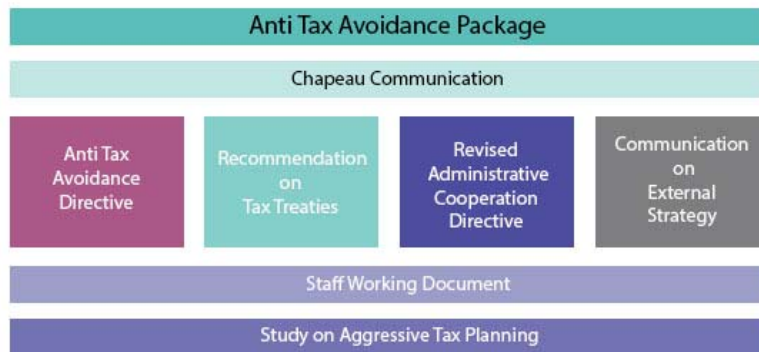 Anti Tax Avoidance Package
Chapeau Communication
Anti Tax
Avoidance
Directive
Recommendation
on
Tax Treaties
Revised
Administrative
Cooperation
Directive
Communication
on
External
Strategy
Staff Working Document
Study on Aggressive Tax Planning